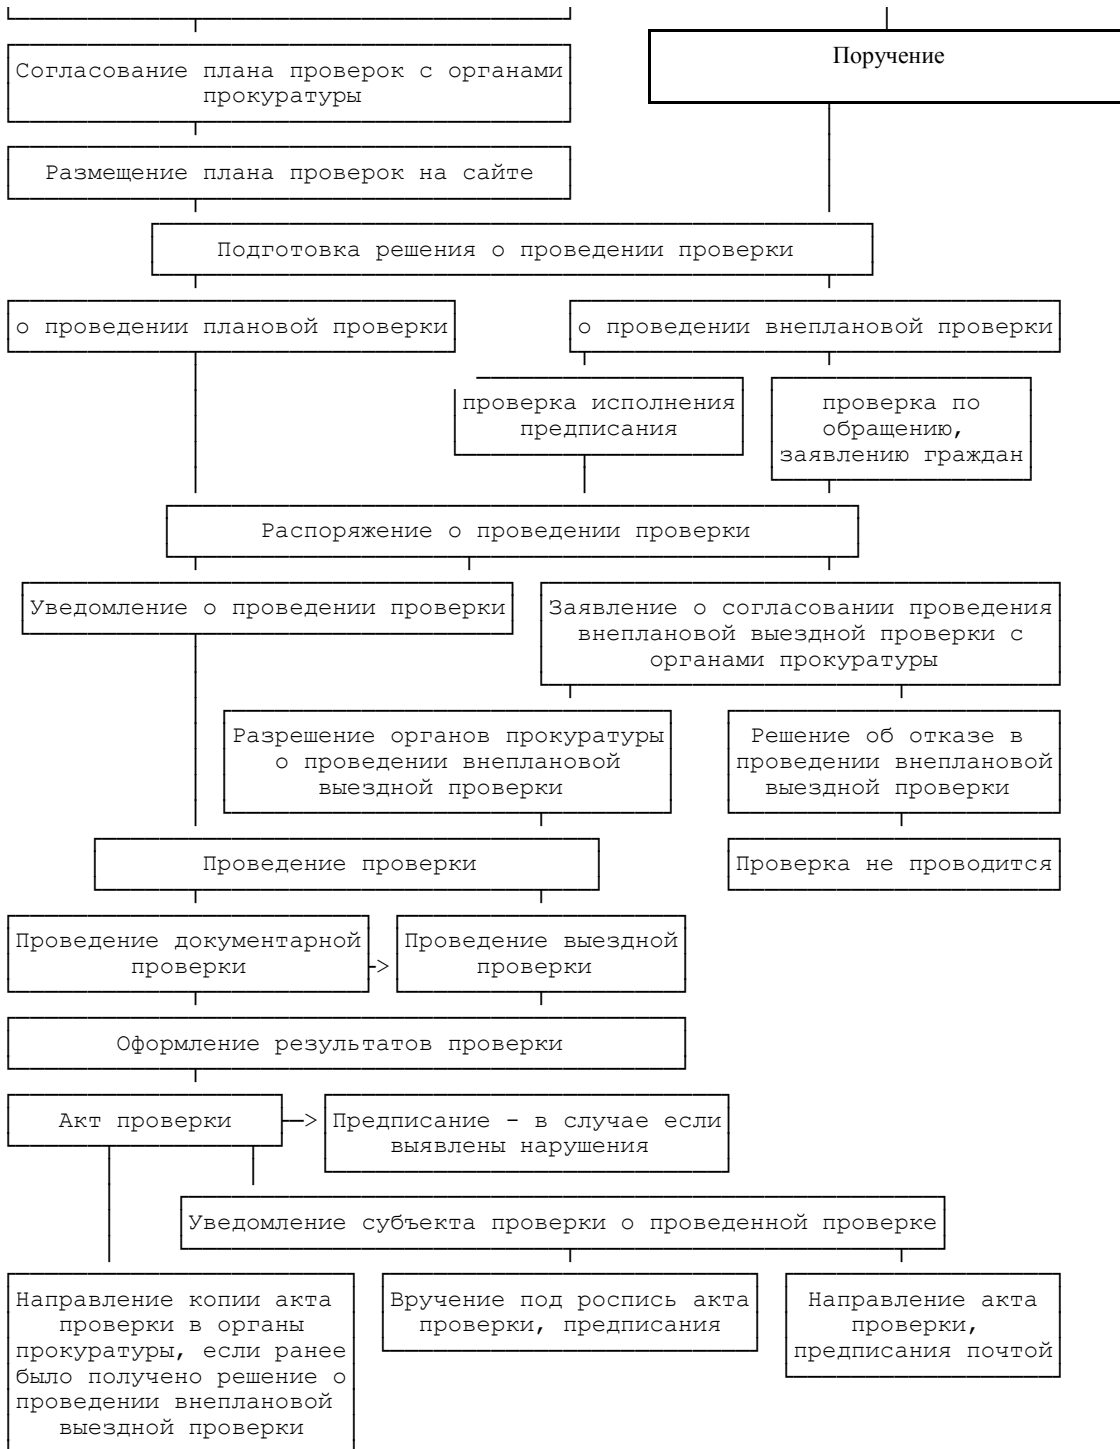 Согласование плана проверок с органами
прокуратуры
Поручение
Размещение плана проверок на сайте
Подготовка решения о проведении проверки
о проведении плановой проверки
о проведении внеплановой проверки
проверка исполнения
предписания
проверка по
обращению,
заявлению граждан
Распоряжение о проведении проверки
Уведомление о проведении проверки
Заявление о согласовании проведения
внеплановой выездной проверки с
органами прокуратуры
Разрешение органов прокуратуры
о проведении внеплановой
выездной проверки
Решение об отказе в
проведении внеплановой
выездной проверки
Проведение проверки
Проверка не проводится
Проведение документарной
проверки
Проведение выездной
проверки
Оформление результатов проверки
Акт проверки
Предписание - в случае если
выявлены нарушения
Уведомление субъекта проверки о проведенной проверке
Направление копии акта
проверки в органы
прокуратуры, если ранее
было получено решение о
проведении внеплановой
выездной проверки
Вручение под роспись акта
проверки, предписания
Направление акта
проверки,
предписания почтой